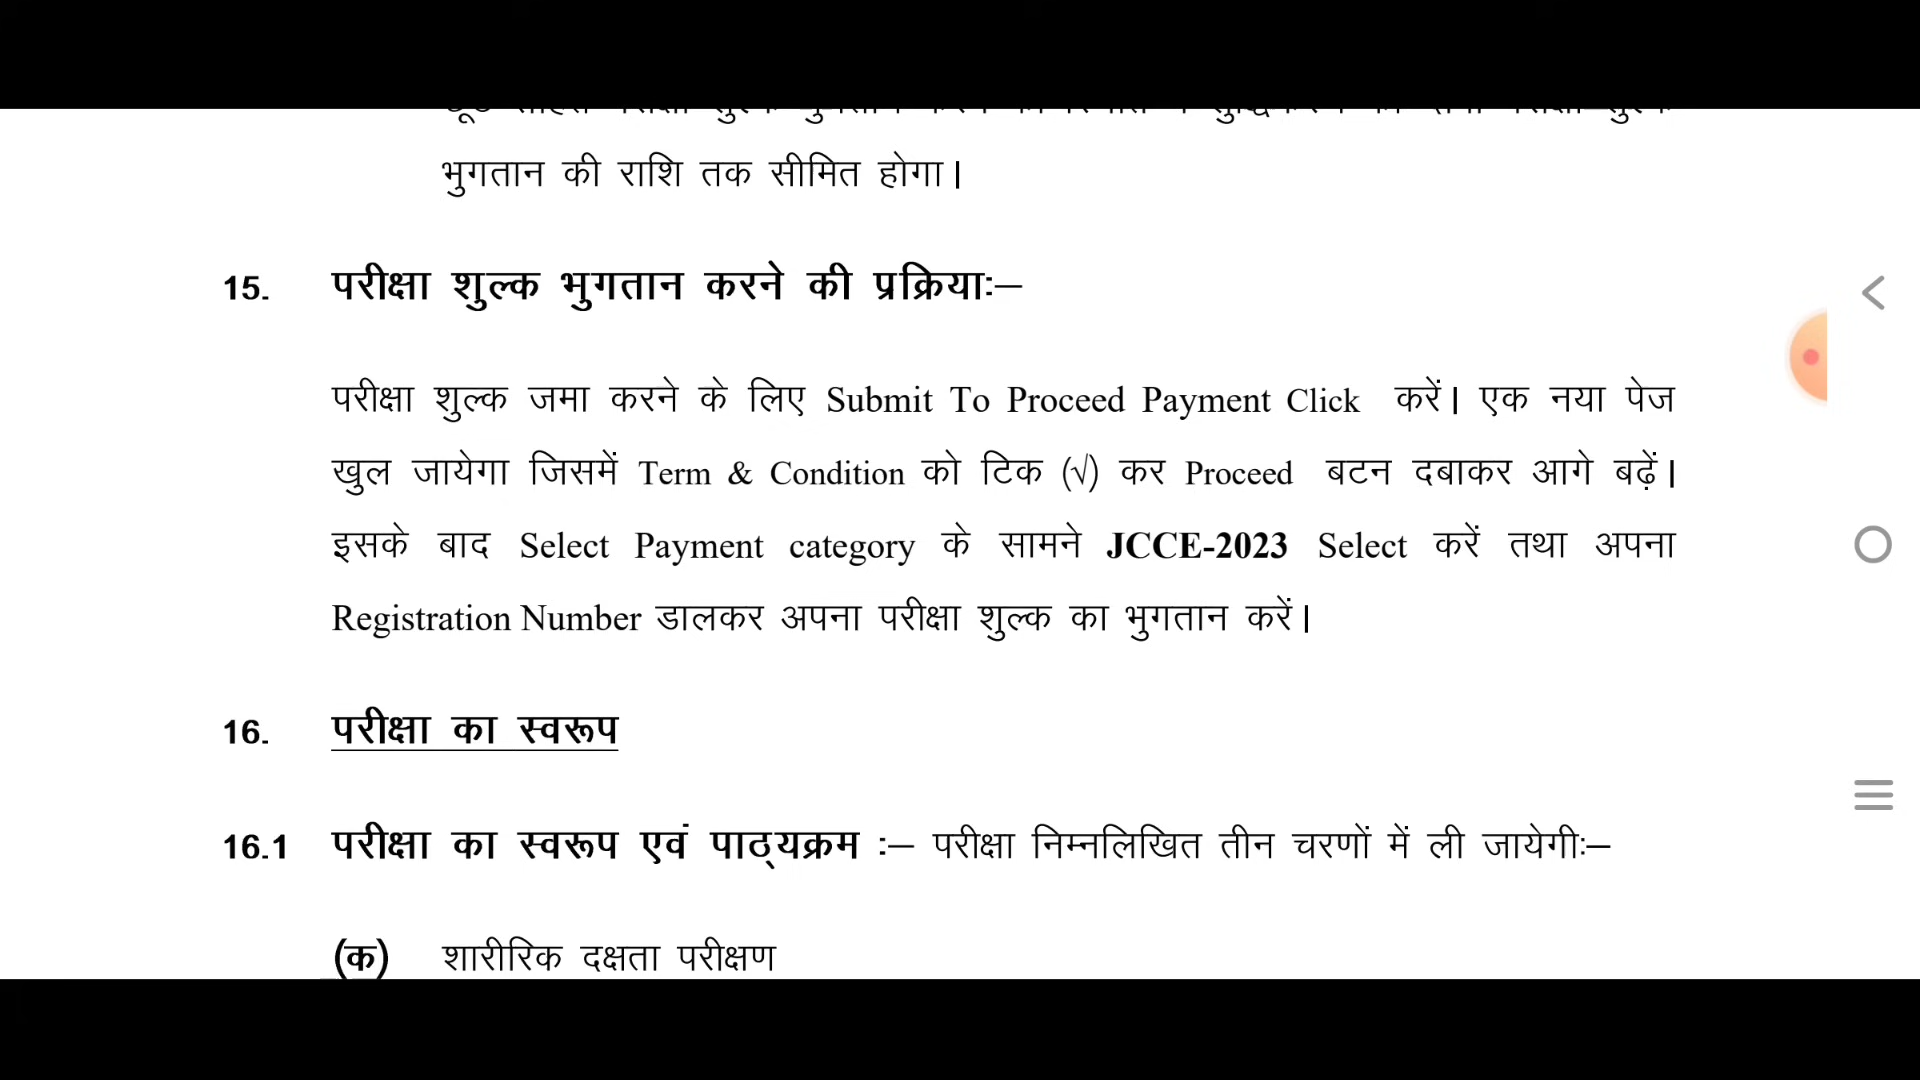 भुगतान की राशि तक सीमित होगा।
15. परीक्षा शुल्क भुगतान करने की प्रक्रियाः—
परीक्षा शुल्क जमा करने के लिए Submit To Proceed Payment Click करें। एक नया पेज
खुल जायेगा जिसमें Term & Condition को टिक (√) कर Proceed बटन दबाकर आगे बढ़ें।
इसके बाद Select Payment category के सामने JCCE-2023 Select करें तथा अपना
Registration Number डालकर अपना परीक्षा शुल्क का भुगतान करें।
16. परीक्षा का स्वरूप
16.1 परीक्षा का स्वरूप एवं पाठ्यक्रम :— परीक्षा निम्नलिखित तीन चरणों में ली जायेगीः—
(क) शारीरिक दक्षता परीक्षण